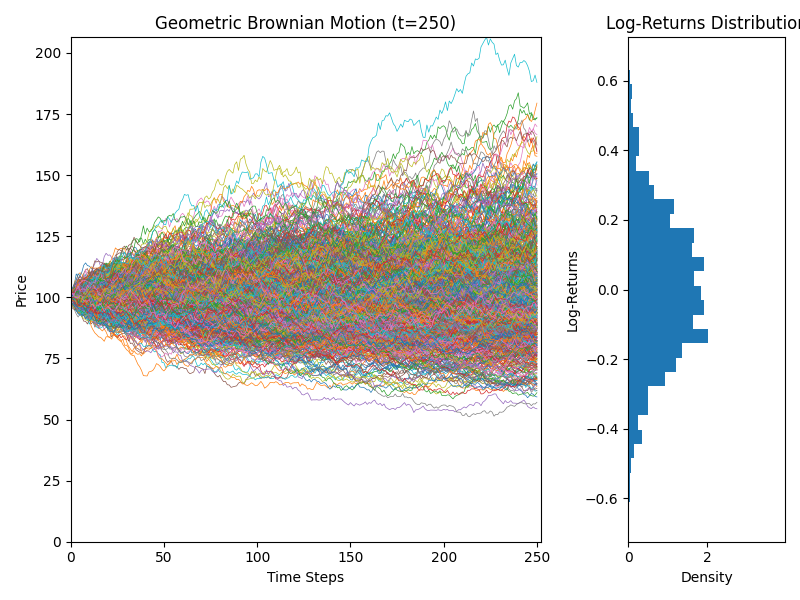 Geometric Brownian Motion (t=250)
200
175
150
125
100
75
50
25
0
Price
0 50 100 150 200 250
Time Steps
Log-Returns Distribution
0.6
0.4
0.2
0.0
−0.2
−0.4
−0.6
Log-Returns
0 2
Density